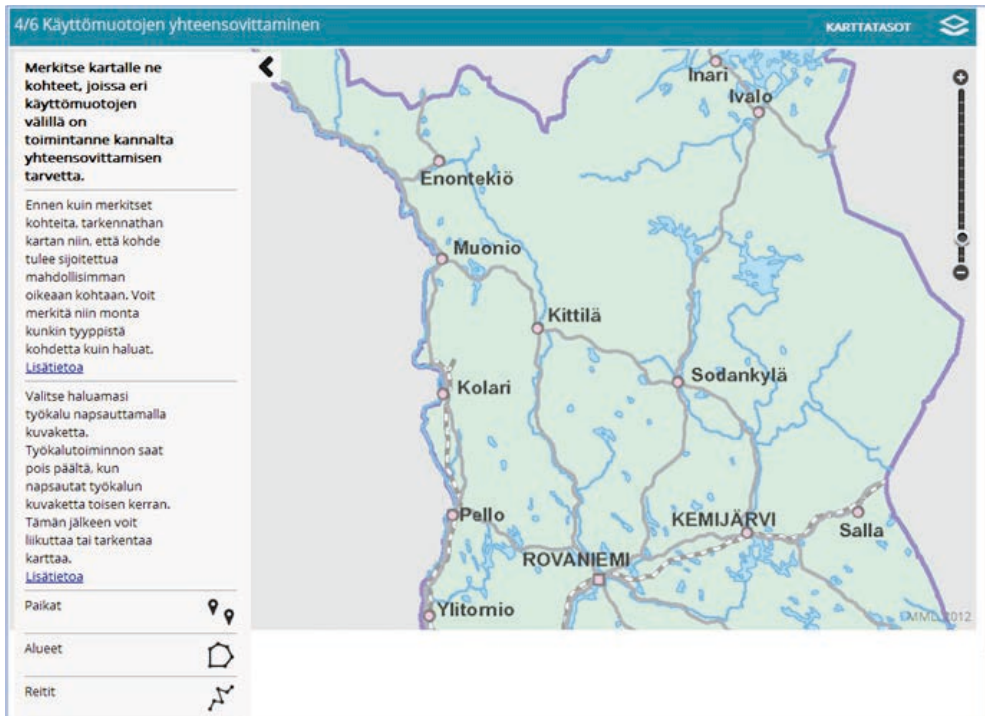 4/6 Käyttömuotojen yhteensovittaminen
KARTTATASOT
Merkitse kartalle ne
kohteet, joissa eri
käyttömuotojen
välillä on
toimintanne kannalta
yhteensovittamisen
tarvetta.
Ennen kuin merkitset
kohteita, tarkennathan
kartan niin, että kohde
tulee sijoitettua
mahdollisimman
oikeaan kohtaan. Voit
merkitä niin monta
kunkin tyyppistä
kohdetta kuin haluat.
Lisätietoa
Valitse haluamasi
työkalu napsauttamalla
kuvaketta.
Työkalutoiminnon saat
pois päältä, kun
napsautat työkalun
kuvaketta toisen kerran.
Tämän jälkeen voit
liikuttaa tai tarkentaa
karttaa.
Lisätietoa
Paikat
Alueet
Reitit
Inari
Ivalo
Enontekiö
Muonio
Kittilä
Kolari
Sodankylä
Pello
KEMIJÄRVI
Salla
ROVANIEMI
Ylitornio
MML 2012